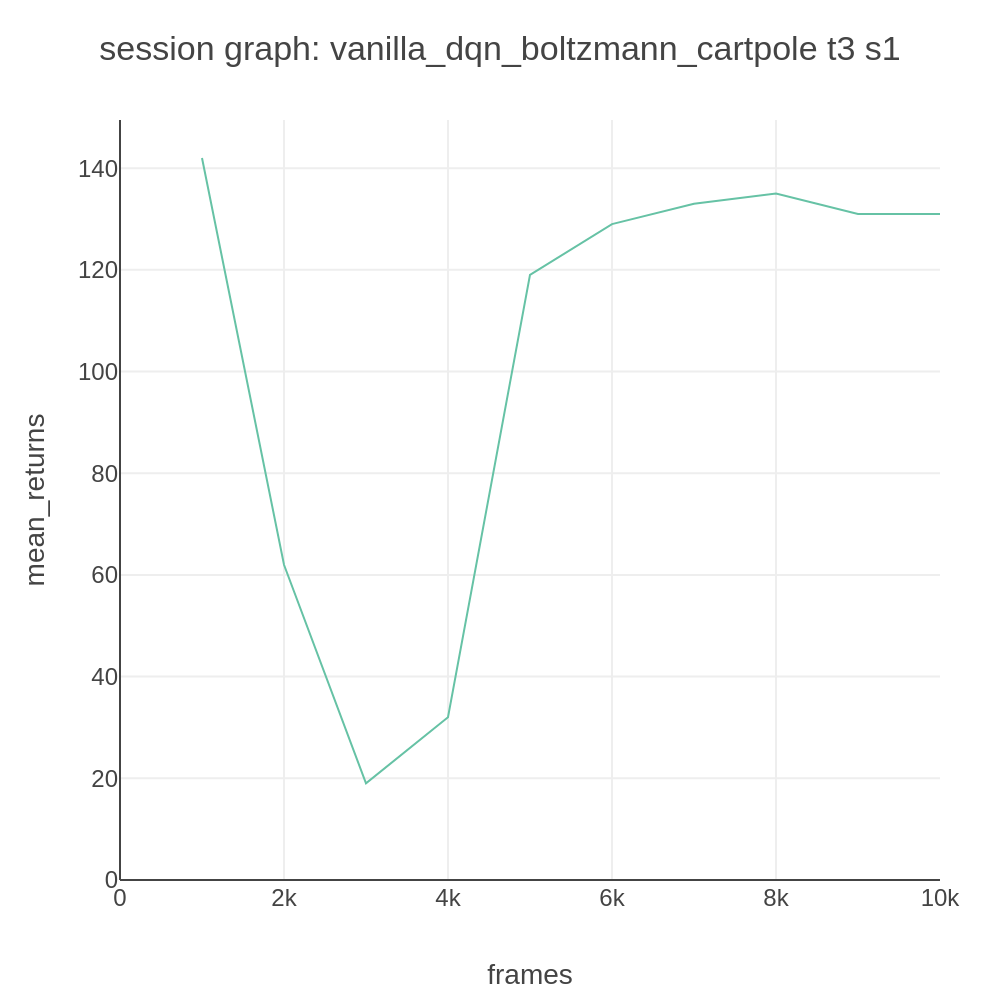 session graph: vanilla_dqn_boltzmann_cartpole t3 s1
mean_returns
140
120
100
80
60
40
20
0
0 2k 4k 6k 8k 10k
frames